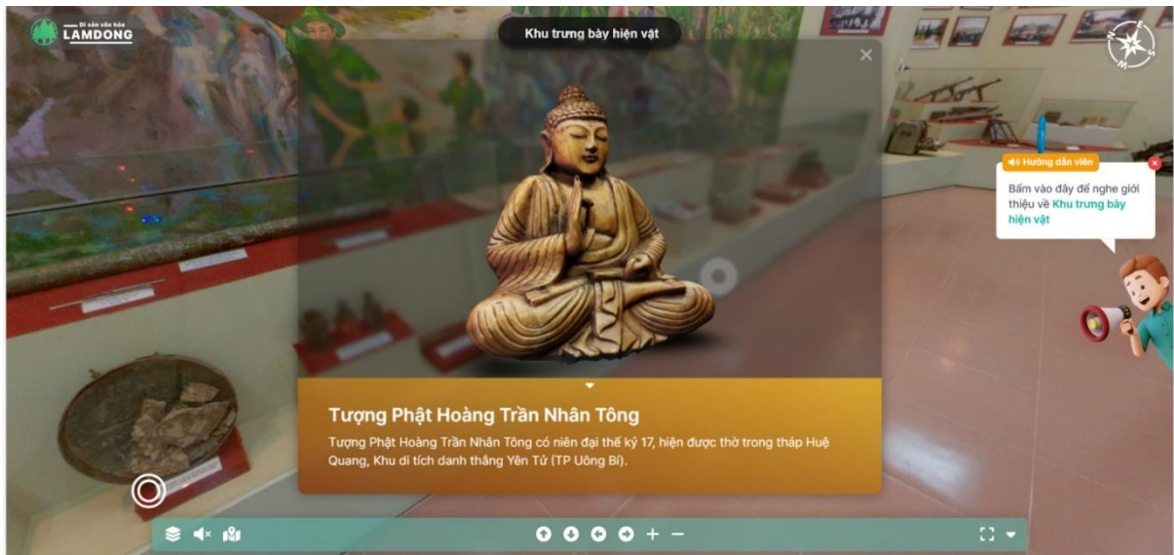 Di sản văn hóa
LAMDONG
Khu trưng bày hiện vật
N
E
S
W
Hướng dẫn viên
Bấm vào đây để nghe giới
thiệu về Khu trưng bày
hiện vật
Tượng Phật Hoàng Trần Nhân Tông
Tượng Phật Hoàng Trần Nhân Tông có niên đại thế kỷ 17, hiện được thờ trong tháp Huệ
Quang, Khu di tích danh thắng Yên Tử (TP Uông Bí).